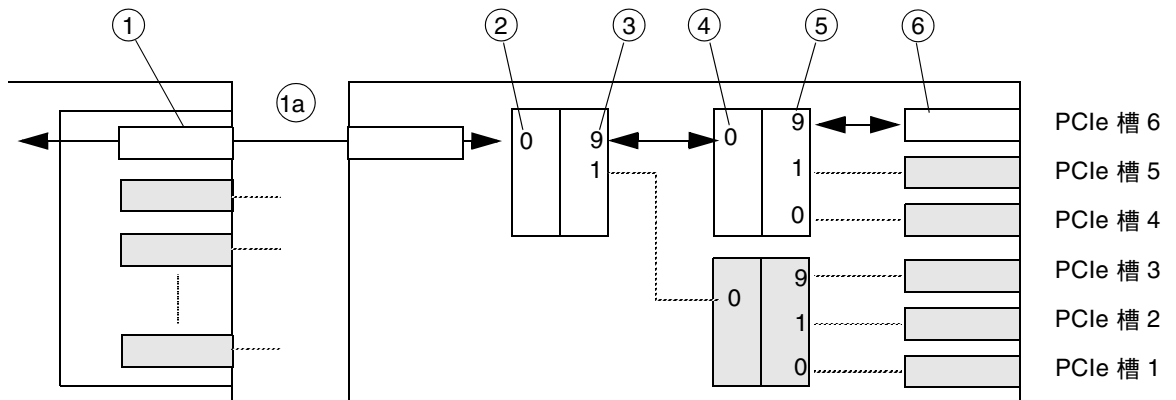 1 2 3 4 5 6
1a
0 9 0 9 PCIe 槽 6
1 1 PCIe 槽 5
0 PCIe 槽 4
0 9 PCIe 槽 3
1 PCIe 槽 2
0 PCIe 槽 1